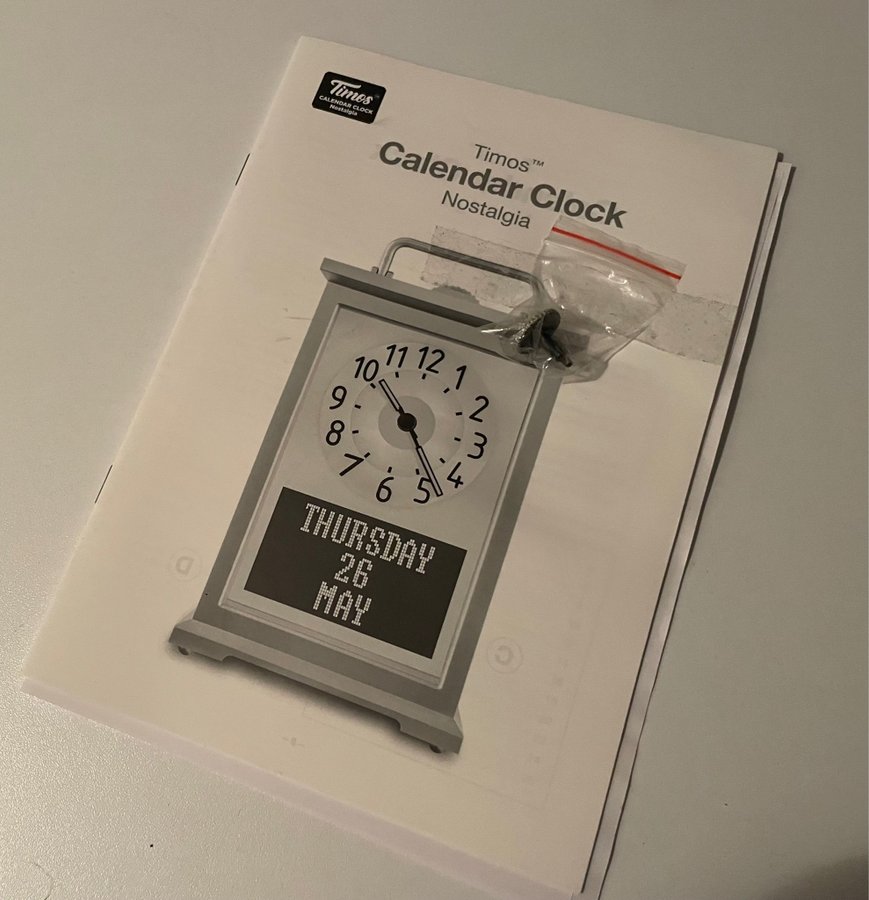 Timos
CALENDAR CLOCK
Nostalgia
Timos™
Calendar Clock
Nostalgia
11 12 1
10 2
9 3
8 4
7 6 5
THURSDAY
26
MAY
D
C